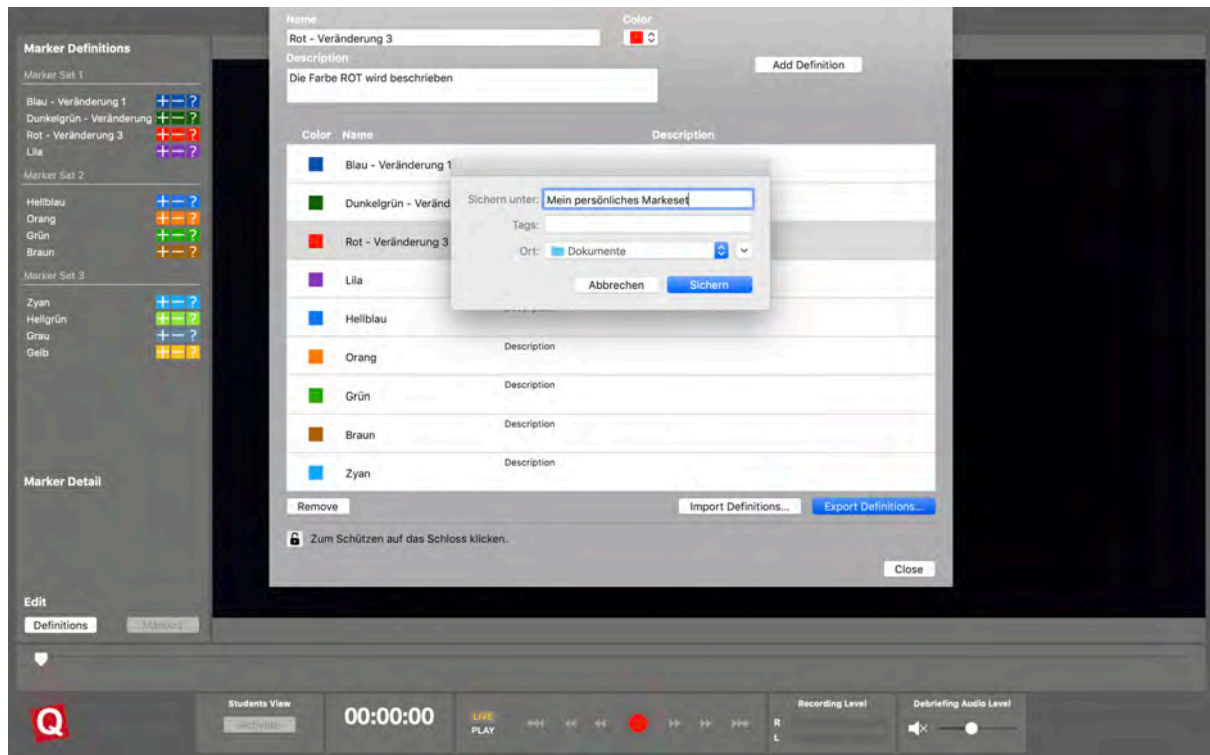 Name
Color
Rot - Veränderung 3
Description
Die Farbe ROT wird beschrieben
Add Definition
Marker Definitions
Marker Set 1
Blau - Veränderung 1 + − ?
Dunkelgrün - Veränderung + − ?
Rot - Veränderung 3 + − ?
Lila + − ?
Marker Set 2
Hellblau + − ?
Orang + − ?
Grün + − ?
Braun + − ?
Marker Set 3
Zyan + − ?
Hellgrün + − ?
Grau + − ?
Gelb + − ?
Marker Detail
Edit
Definitions
Markers
Color Name Description
Blau - Veränderung 1
Dunkelgrün - Veränd
Rot - Veränderung 3
Lila
Hellblau
Description
Orang
Description
Grün
Description
Braun
Description
Zyan
Sichern unter: Mein persönliches Markeset
Tags:
Ort: Dokumente
Abbrechen Sichern
Remove
Import Definitions... Export Definitions...
Zum Schützen auf das Schloss klicken.
Close
Q
Students View
Activate
00:00:00
LIVE
PLAY
Recording Level
R
L
Debriefing Audio Level